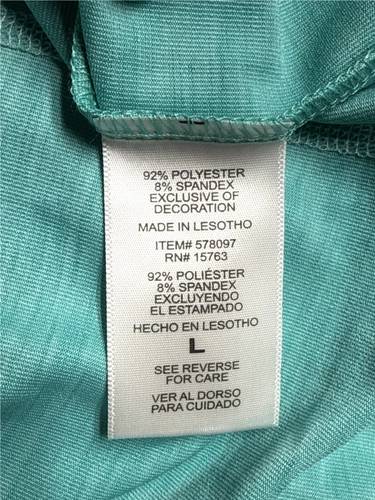 92% POLYESTER
8% SPANDEX
EXCLUSIVE OF
DECORATION
MADE IN LESOTHO
ITEM# 578097
RN# 15763
92% POLIÉSTER
8% SPANDEX
EXCLUYENDO
EL ESTAMPADO
HECHO EN LESOTHO
L
SEE REVERSE
FOR CARE
VER AL DORSO
PARA CUIDADO